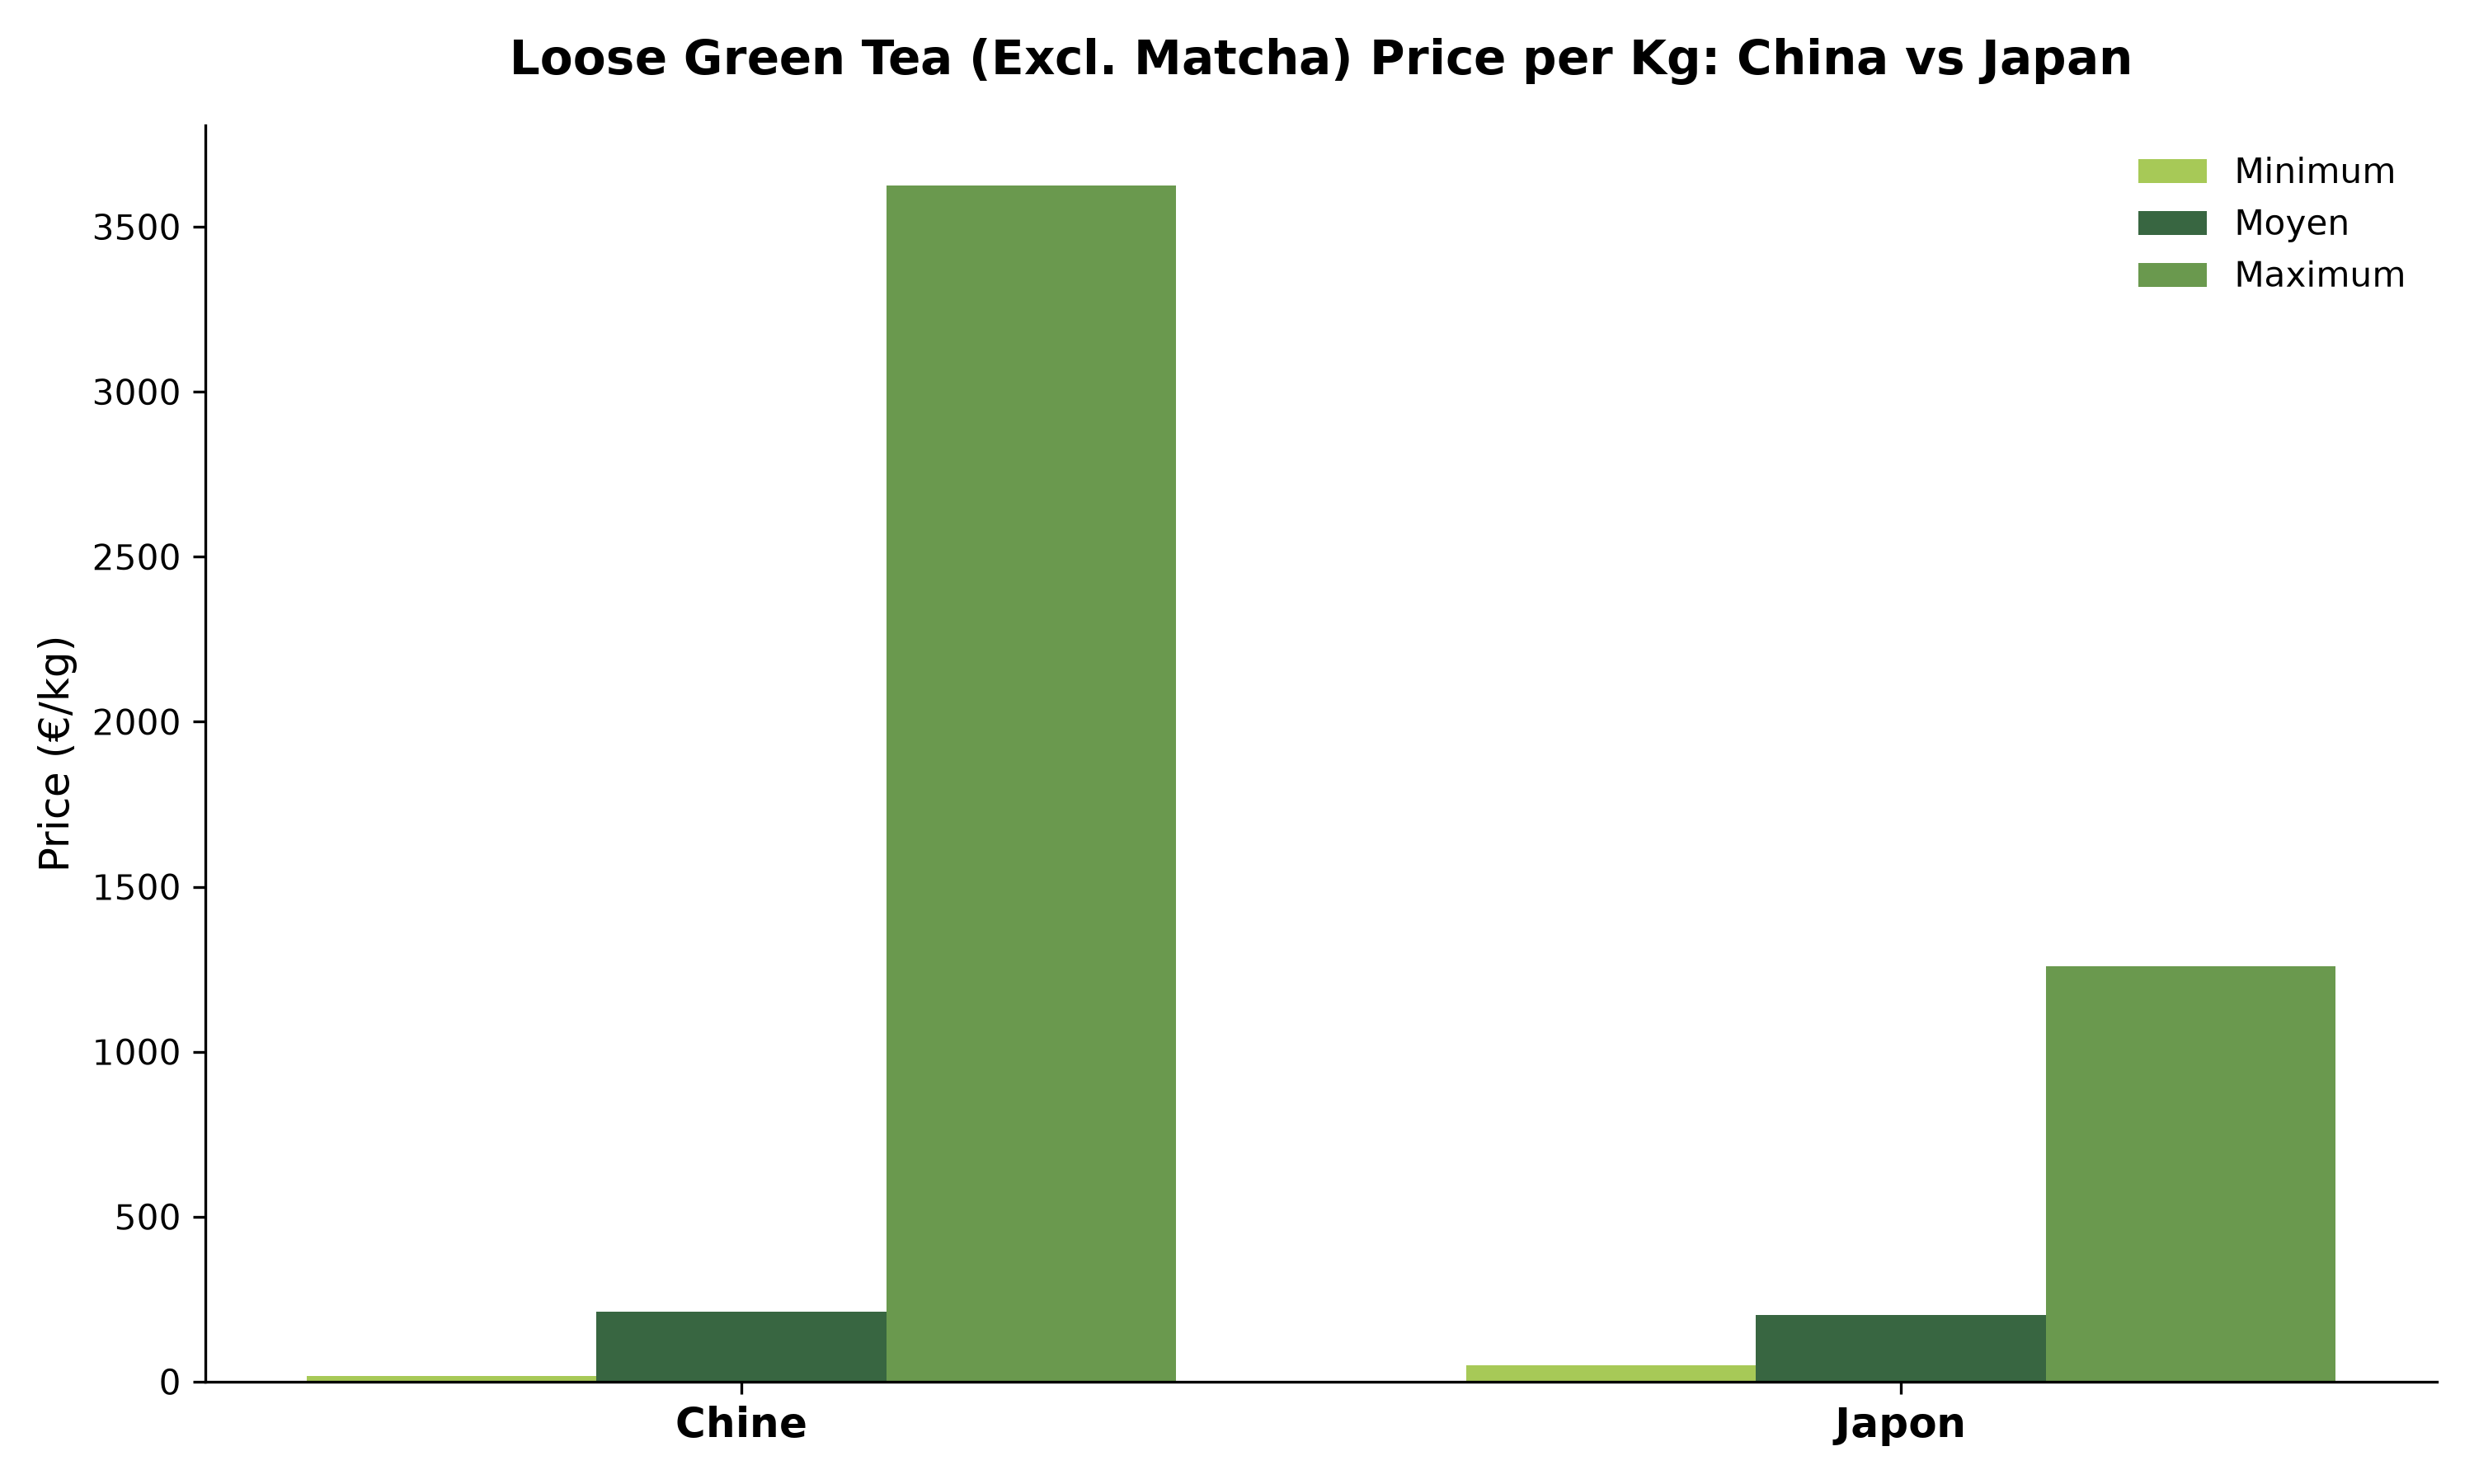 Loose Green Tea (Excl. Matcha) Price per Kg: China vs Japan
Minimum
Moyen
Maximum
Price (€/kg)
3500
3000
2500
2000
1500
1000
500
0
Chine
Japon